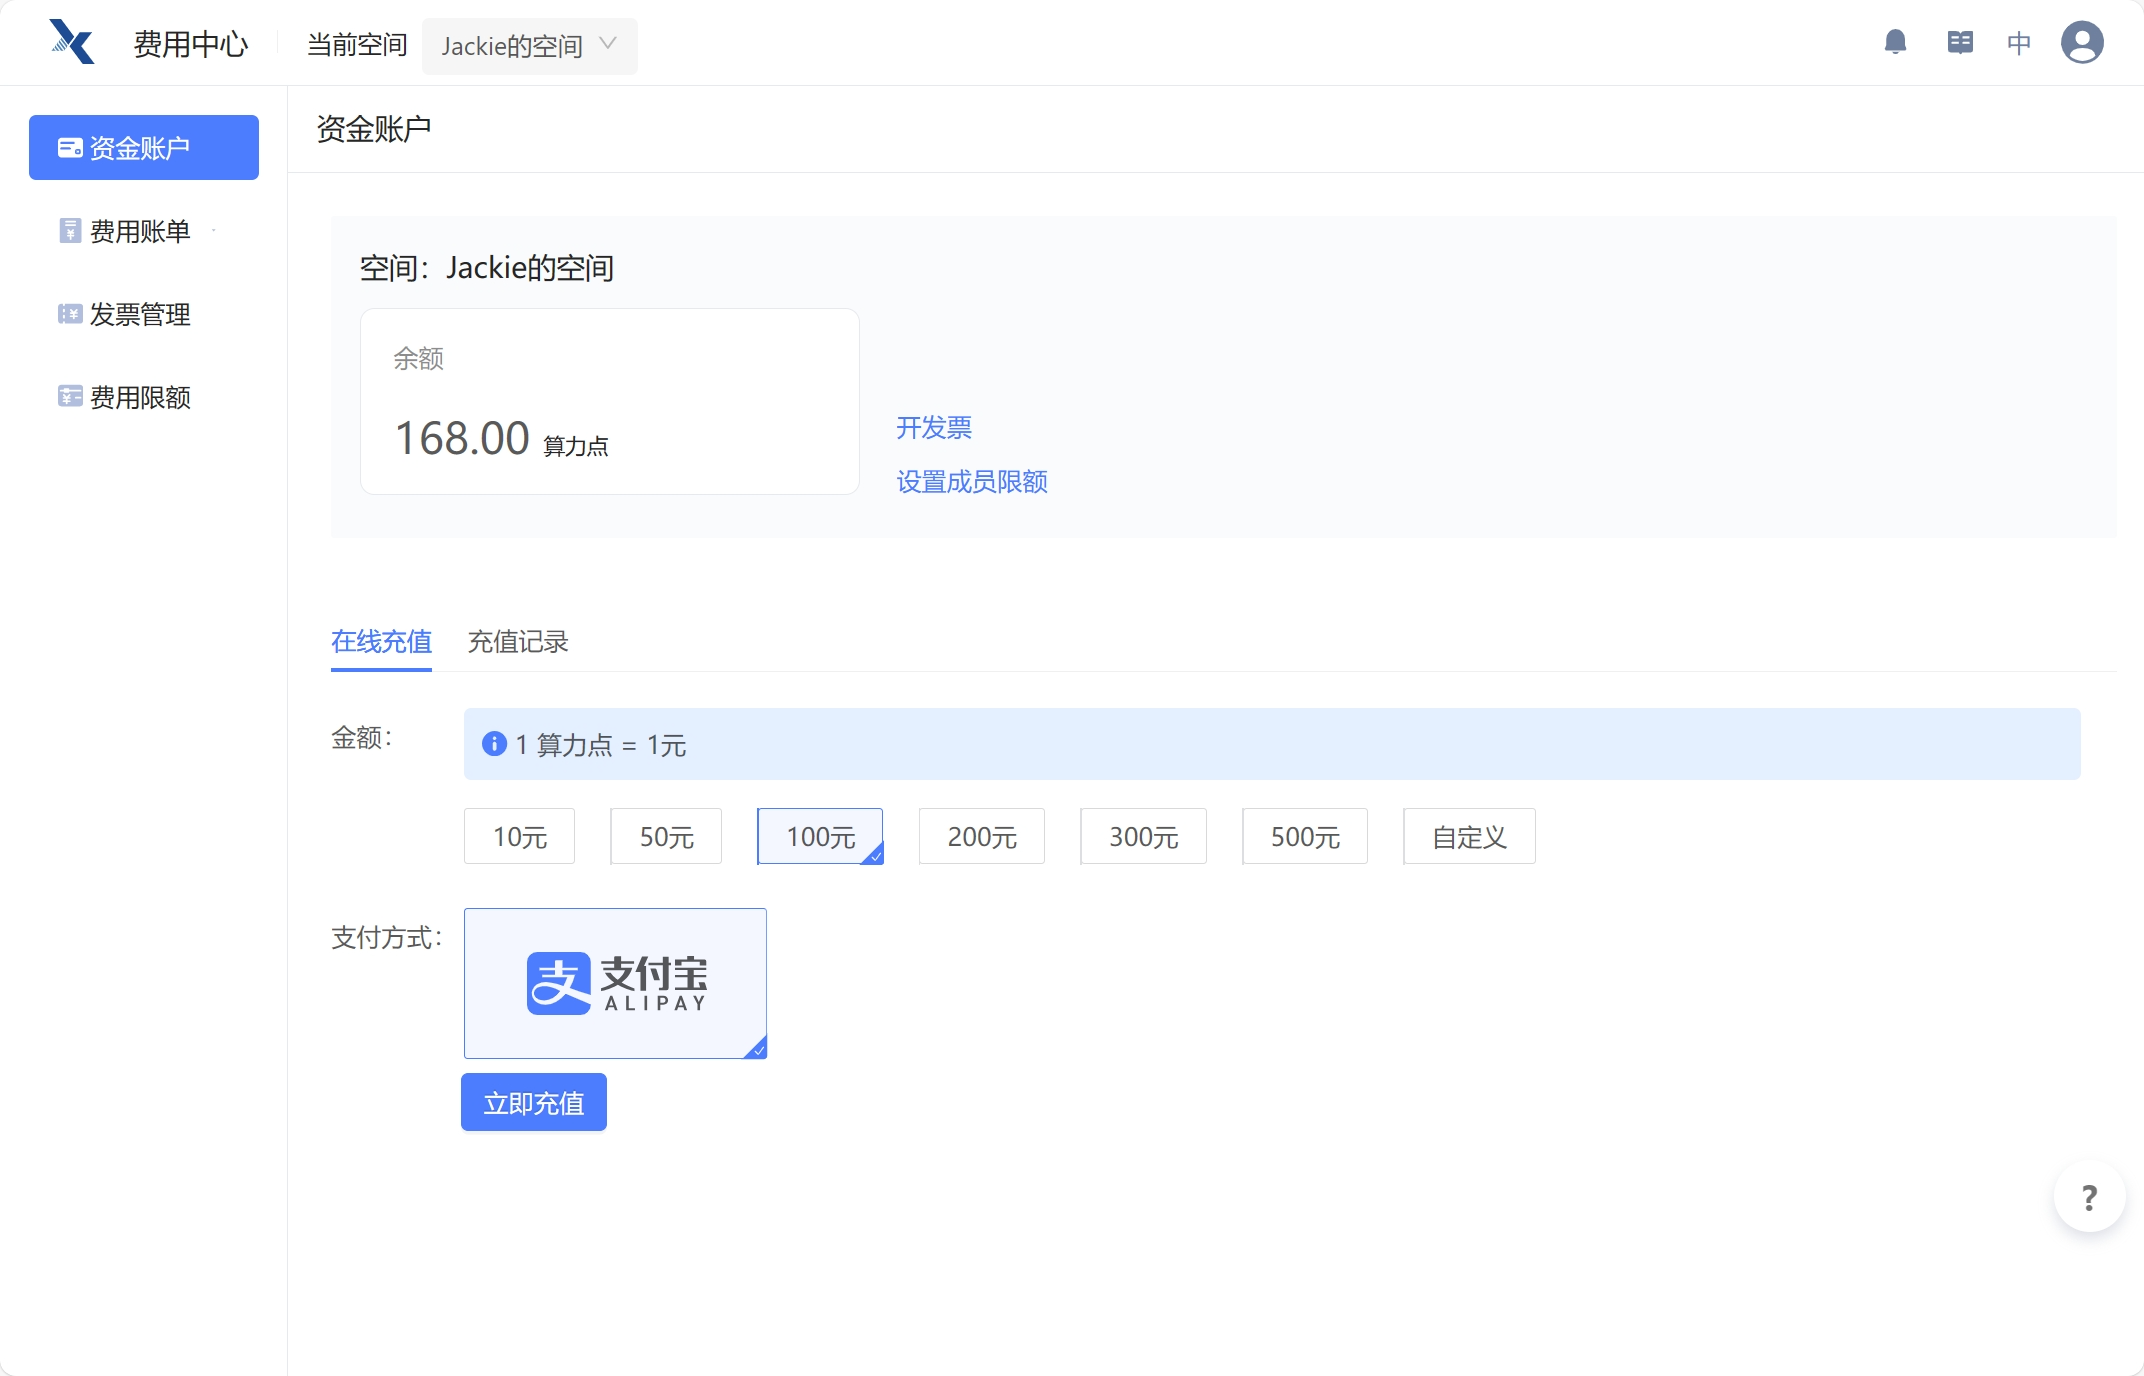 费用中心 当前空间 Jackie的空间 中
资金账户
费用账单
发票管理
费用限额
资金账户
空间：Jackie的空间
余额
168.00 算力点
开发票
设置成员限额
在线充值 充值记录
金额：
1 算力点 = 1元
10元 50元 100元 200元 300元 500元 自定义
支付方式：
支 支付宝
ALIPAY
立即充值
?